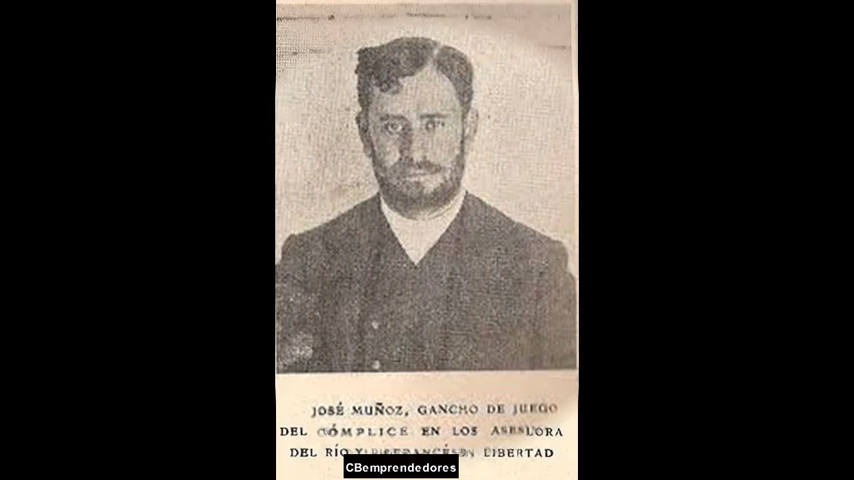 JOSÉ MUÑOZ, GANCHO DE JUEGO
DEL CÓMPLICE EN LOS
DEL RÍO LIBERTAD
CBemprendedores